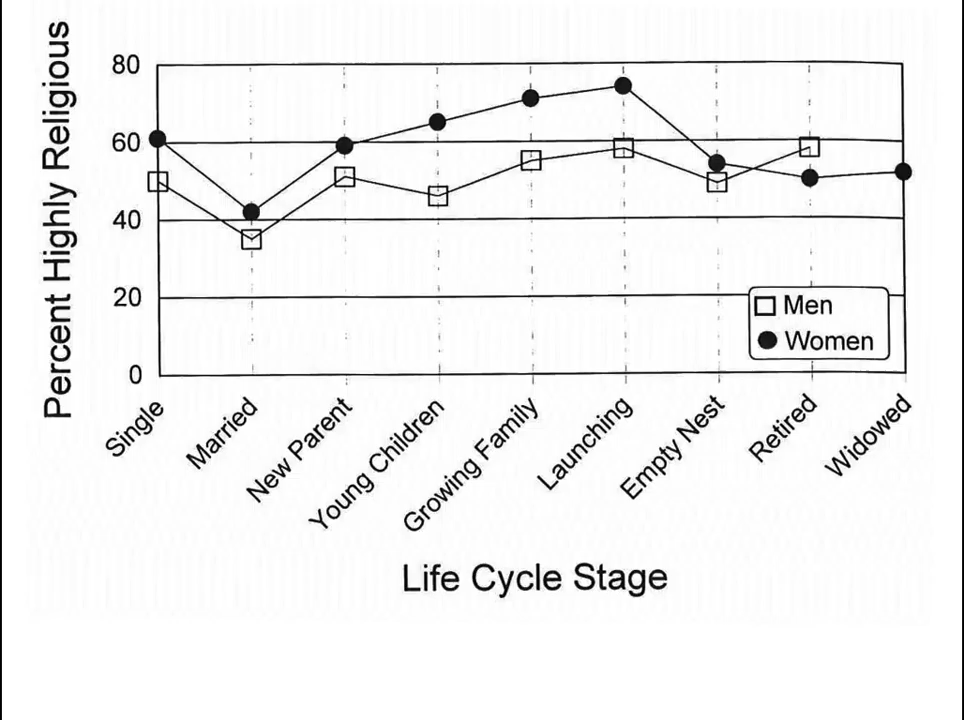 Percent Highly Religious
80
60
40
20
0
Men
Women
Single
Married
New Parent
Young Children
Growing Family
Launching
Empty Nest
Retired
Widowed
Life Cycle Stage